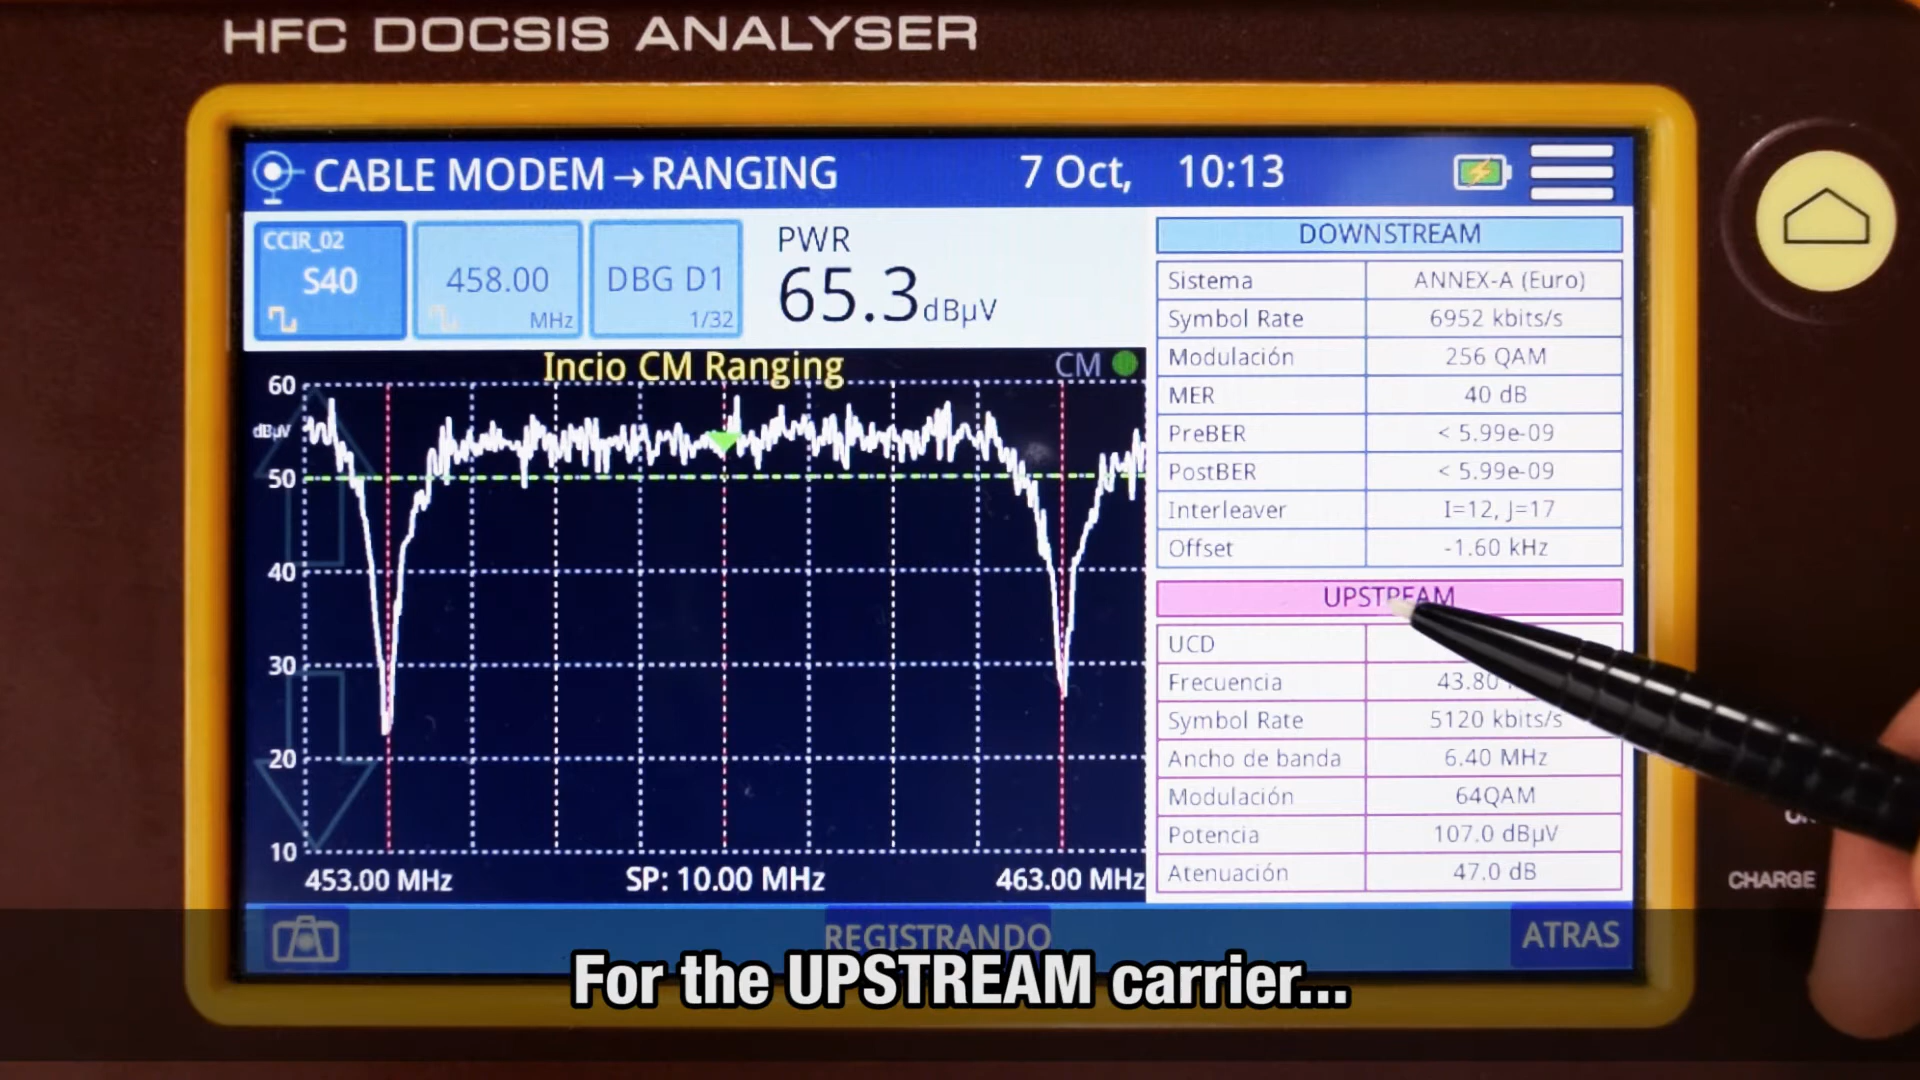 HFC DOCSIS ANALYSER
CABLE MODEM→RANGING 7 Oct, 10:13
CCIR_02
S40
458.00
MHz
DBG D1
1/32
PWR
65.3 dBµV
Incio CM Ranging
CM
60
dBµV
50
40
30
20
10
453.00 MHz SP: 10.00 MHz 463.00 MHz
DOWNSTREAM
Sistema ANNEX-A (Euro)
Symbol Rate 6952 kbits/s
Modulación 256 QAM
MER 40 dB
PreBER < 5.99e-09
PostBER < 5.99e-09
Interleaver I=12, J=17
Offset -1.60 kHz
UPSTREAM
UCD
Frecuencia 43.80
Symbol Rate 5120 kbits/s
Ancho de banda 6.40 MHz
Modulación 64QAM
Potencia 107.0 dBµV
Atenuación 47.0 dB
REGISTRANDO
ATRAS
CHARGE
For the UPSTREAM carrier...